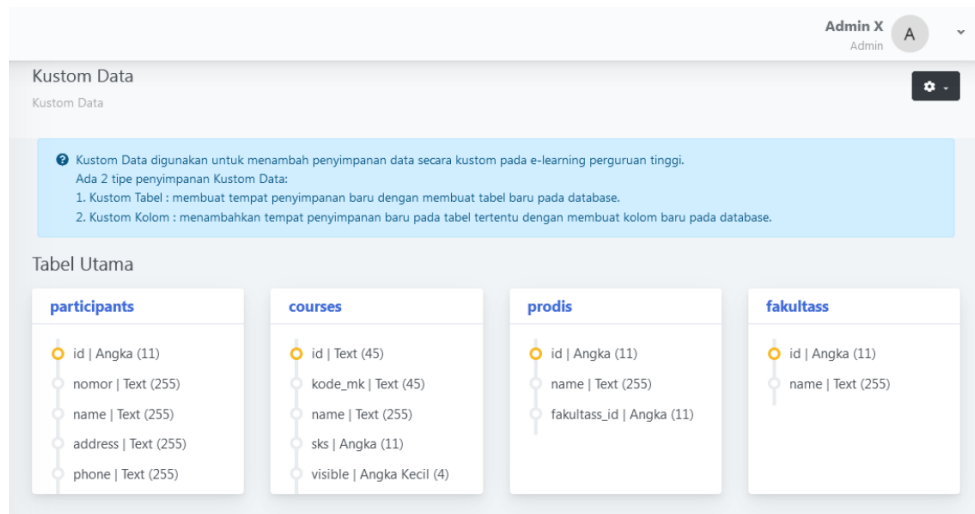 Admin X
A
Admin
Kustom Data
Kustom Data
Kustom Data digunakan untuk menambah penyimpanan data secara kustom pada e-learning perguruan tinggi.
Ada 2 tipe penyimpanan Kustom Data:
1. Kustom Tabel : membuat tempat penyimpanan baru dengan membuat tabel baru pada database.
2. Kustom Kolom : menambahkan tempat penyimpanan baru pada tabel tertentu dengan membuat kolom baru pada database.
Tabel Utama
participants
id | Angka (11)
nomor | Text (255)
name | Text (255)
address | Text (255)
phone | Text (255)
courses
id | Text (45)
kode_mk | Text (45)
name | Text (255)
sks | Angka (11)
visible | Angka Kecil (4)
prodis
id | Angka (11)
name | Text (255)
fakultass_id | Angka (11)
fakultass
id | Angka (11)
name | Text (255)